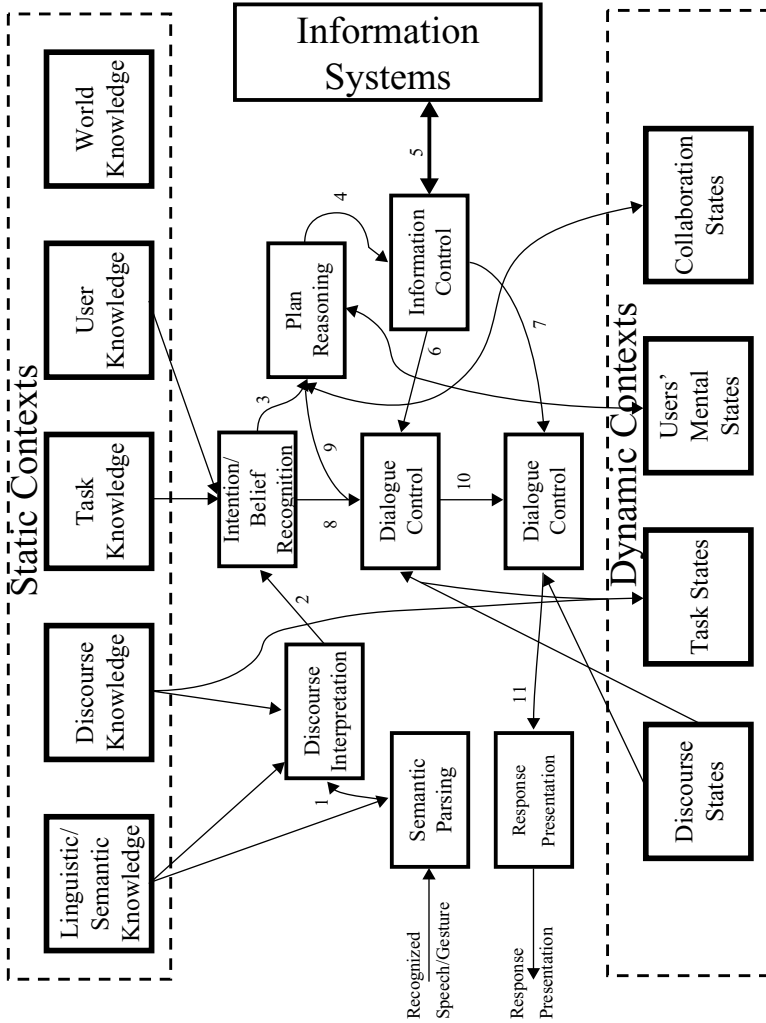 Static Contexts
Linguistic/
Semantic
Knowledge
Discourse
Knowledge
Task
Knowledge
User
Knowledge
World
Knowledge
Information
Systems
Discourse
Interpretation
Intention/
Belief
Recognition
Plan
Reasoning
Information Control
Semantic
Parsing
Dialogue
Control
Response
Presentation
Dialogue
Control
Recognized
Speech/Gesture
Response
Presentation
1
2
3
4
5
6
7
8
9
10
11
Dynamic Contexts
Discourse
States
Task States
Users'
Mental
States
Collaboration
States